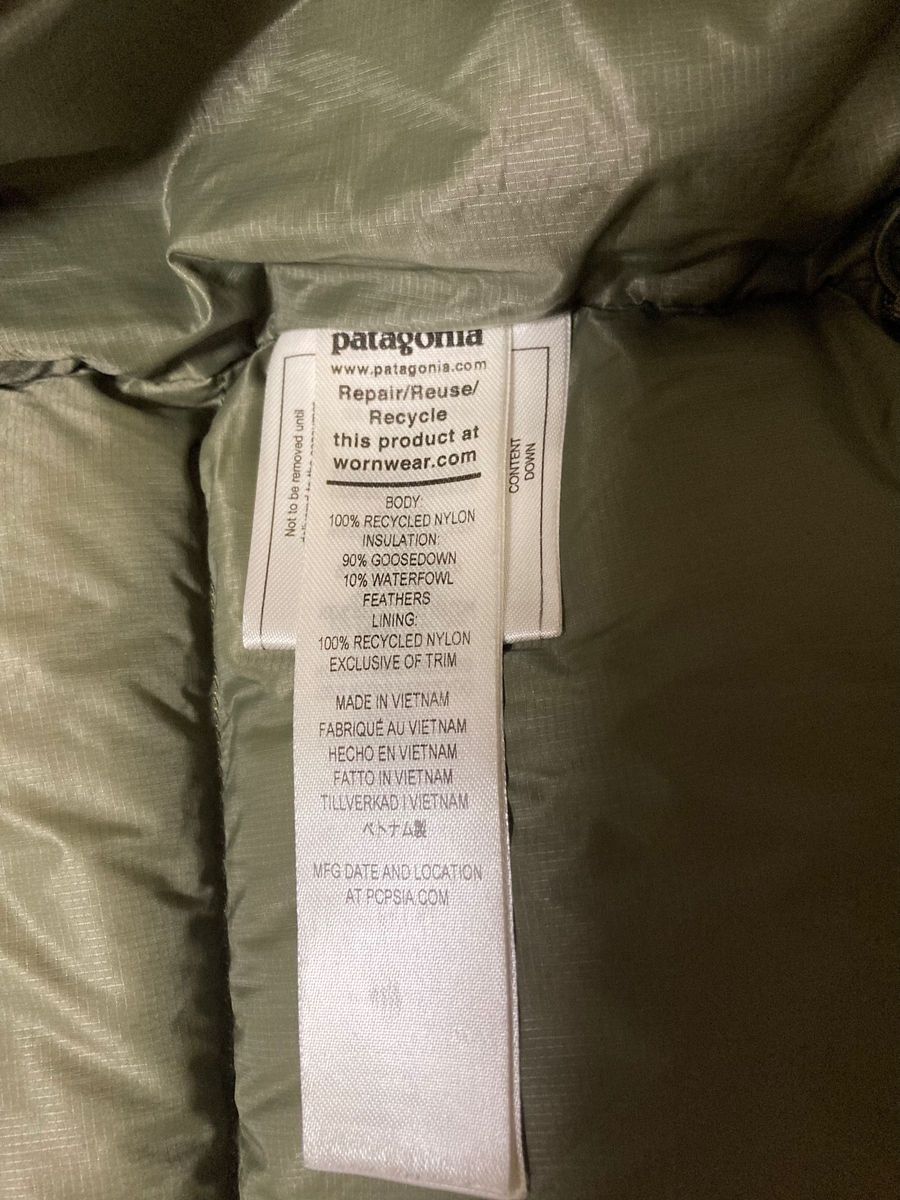 patagonia
www.patagonia.com
Repair/Reuse/
Recycle
this product at
wornwear.com
BODY:
100% RECYCLED NYLON
INSULATION:
90% GOOSEDOWN
10% WATERFOWL
FEATHERS
LINING:
100% RECYCLED NYLON
EXCLUSIVE OF TRIM
MADE IN VIETNAM
FABRIQUÉ AU VIETNAM
HECHO EN VIETNAM
FATTO IN VIETNAM
TILLVERKAD I VIETNAM
ベトナム製
MFG DATE AND LOCATION
AT PCPSIA.COM
Not to be removed until
CONTENT
DOWN